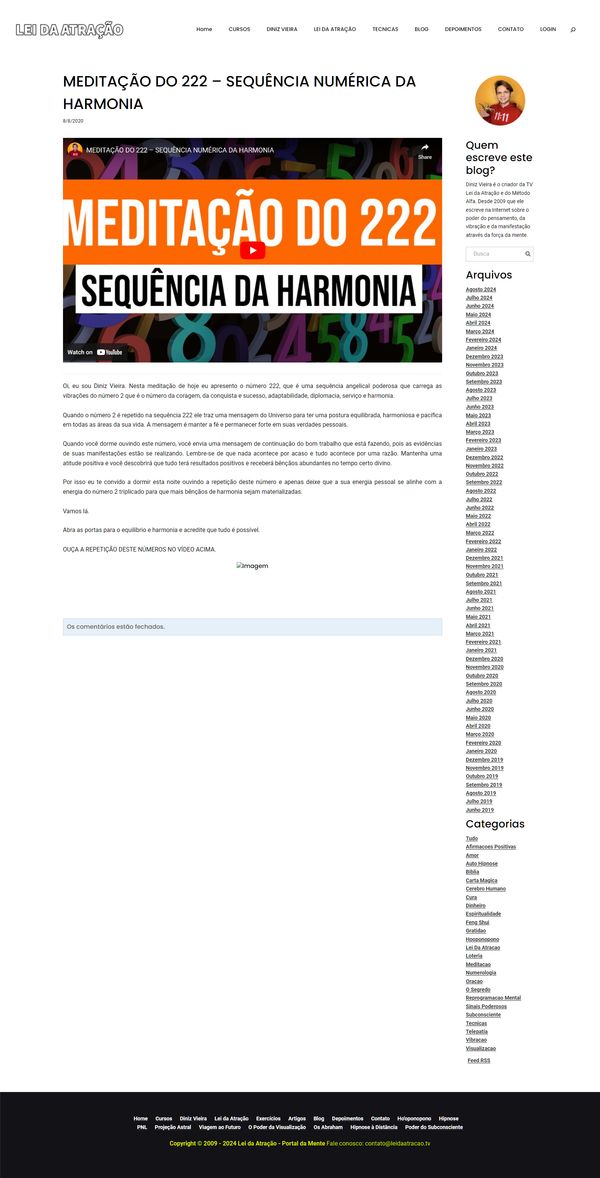 LEI DA ATRAÇÃO
Home CURSOS DINIZ VIEIRA LEI DA ATRAÇÃO TECNICAS BLOG DEPOIMENTOS CONTATO LOGIN
MEDITAÇÃO DO 222 – SEQUÊNCIA NUMÉRICA DA
HARMONIA
8/8/2020
MEDITAÇÃO DO 222 – SEQUÊNCIA NUMÉRICA DA HARMONIA
Share
MEDITAÇÃO DO 222
SEQUÊNCIA DA HARMONIA
Watch on YouTube
Oi, eu sou Diniz Vieira. Nesta meditação de hoje eu apresento o número 222, que é uma sequência angelical poderosa que carrega as
vibrações do número 2 que é o número da coragem, da conquista e sucesso, adaptabilidade, diplomacia, serviço e harmonia.
Quando o número 2 é repetido na sequência 222 ele traz uma mensagem do Universo para ter uma postura equilibrada, harmoniosa e pacífica
em todas as áreas da sua vida. A mensagem é manter a fé e permanecer forte em suas verdades pessoais.
Quando você dorme ouvindo este número, você envia uma mensagem de continuação do bom trabalho que está fazendo, pois as evidências
de suas manifestações estão se realizando. Lembre-se de que nada acontece por acaso e tudo acontece por uma razão. Mantenha uma
atitude positiva e você descobrirá que tudo terá resultados positivos e receberá bênçãos abundantes no tempo certo divino.
Por isso eu te convido a dormir esta noite ouvindo a repetição deste número e apenas deixe que a sua energia pessoal se alinhe com a
energia do número 2 triplicado para que mais bênçãos de harmonia sejam materializadas.
Vamos lá.
Abra as portas para o equilíbrio e harmonia e acredite que tudo é possível.
OUÇA A REPETIÇÃO DESTE NÚMEROS NO VÍDEO ACIMA.
Imagem
Os comentários estão fechados.
11:11
Quem
escreve este
blog?
Diniz Vieira é o criador da TV
Lei da Atração e do Método
Alfa. Desde 2009 que ele
escreve na Internet sobre o
poder do pensamento, da
vibração e da manifestação
através da força da mente.
Busca
Arquivos
Agosto 2024
Julho 2024
Junho 2024
Maio 2024
Abril 2024
Março 2024
Fevereiro 2024
Janeiro 2024
Dezembro 2023
Novembro 2023
Outubro 2023
Setembro 2023
Agosto 2023
Julho 2023
Junho 2023
Maio 2023
Abril 2023
Março 2023
Fevereiro 2023
Janeiro 2023
Dezembro 2022
Novembro 2022
Outubro 2022
Setembro 2022
Agosto 2022
Julho 2022
Junho 2022
Maio 2022
Abril 2022
Março 2022
Fevereiro 2022
Janeiro 2022
Dezembro 2021
Novembro 2021
Outubro 2021
Setembro 2021
Agosto 2021
Julho 2021
Junho 2021
Maio 2021
Abril 2021
Março 2021
Fevereiro 2021
Janeiro 2021
Dezembro 2020
Novembro 2020
Outubro 2020
Setembro 2020
Agosto 2020
Julho 2020
Junho 2020
Maio 2020
Abril 2020
Março 2020
Fevereiro 2020
Janeiro 2020
Dezembro 2019
Novembro 2019
Outubro 2019
Setembro 2019
Agosto 2019
Julho 2019
Junho 2019
Categorias
Tudo
Afirmacoes Positivas
Amor
Auto Hipnose
Biblia
Carta Magica
Cerebro Humano
Cura
Dinheiro
Espiritualidade
Feng Shui
Gratidao
Hooponopono
Lei Da Atracao
Loteria
Meditacao
Numerologia
Oracao
O Segredo
Reprogramacao Mental
Sinais Poderosos
Subconsciente
Tecnicas
Telepatia
Vibracao
Visualizacao
Feed RSS
Home Cursos Diniz Vieira Lei da Atração Exercícios Artigos Blog Depoimentos Contato Ho'oponopono Hipnose
PNL Projeção Astral Viagem ao Futuro O Poder da Visualização Os Abraham Hipnose à Distância Poder do Subconsciente
Copyright © 2009 - 2024 Lei da Atração - Portal da Mente Fale conosco: contato@leidaatracao.tv